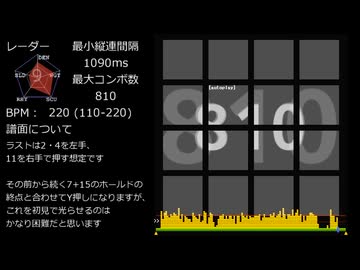 レーダー
最小縦連間隔
1090ms
最大コンボ数
810
BPM： 220 (110-220)
譜面について
ラストは2・4を左手、
11を右手で押す想定です
その前から続く7+15のホールドの
終点と合わせてY押しになりますが、
これを初見で光らせるのは
かなり困難だと思います
9
[autoplay]
810